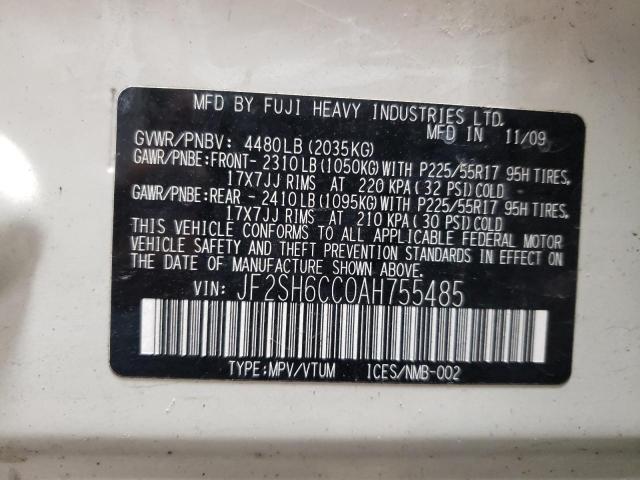 MFD BY FUJI HEAVY INDUSTRIES LTD.
MFD IN 11/09
GVWR/PNBV: 4480LB(2035KG)
GAWR/PNBE:FRONT- 2310LB(1050KG)WITH P225/55R17 95H TIRES,
17X7JJ RIMS AT 220 KPA(32 PSI)COLD
GAWR/PNBE:REAR - 2410LB(1095KG)WITH P225/55R17 95H TIRES,
17X7JJ RIMS AT 210 KPA(30 PSI)COLD
THIS VEHICLE CONFORMS TO ALL APPLICABLE FEDERAL MOTOR
VEHICLE SAFETY AND THEFT PREVENTION STANDARDS IN EFFECT ON
THE DATE OF MANUFACTURE SHOWN ABOVE.
VIN: JF2SH6CC0AH755485
TYPE:MPV/VTUM ICES/NMB-002